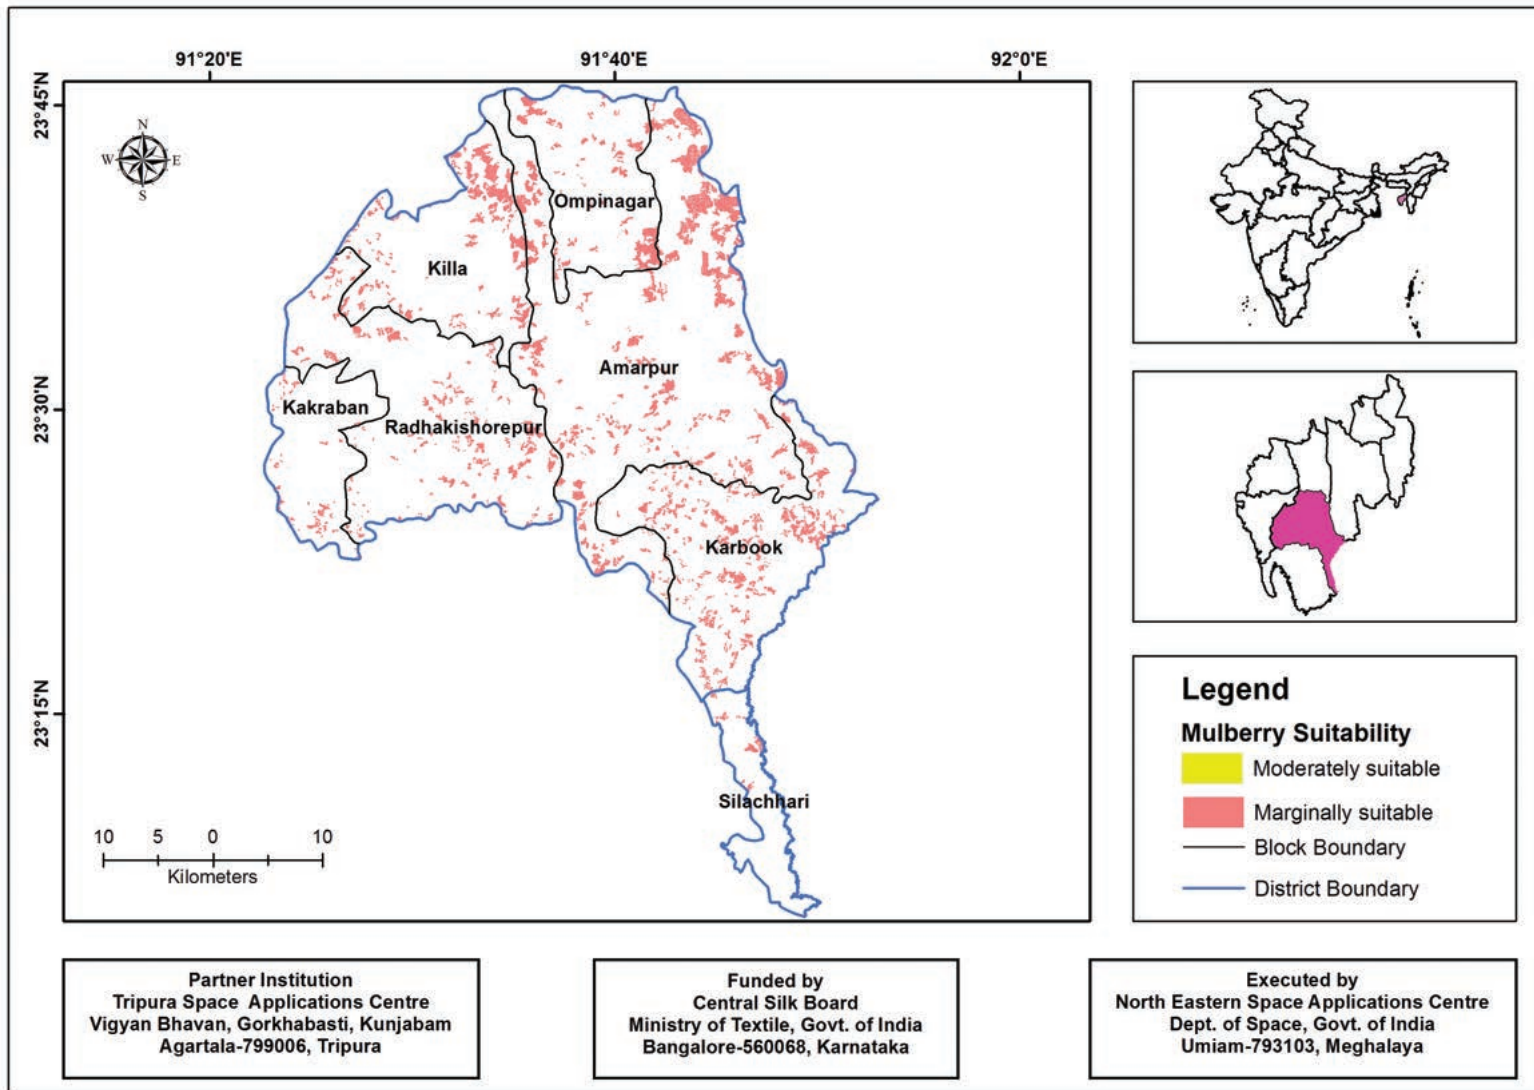 91°20'E
91°40'E
92°0'E
23°45'N
23°30'N
23°15'N
N
W
E
S
Ompinagar
Killa
Amarpur
Kakraban
Radhakishorepur
Karbook
Silachhari
10 5 0 10
Kilometers
Legend
Mulberry Suitability
Moderately suitable
Marginally suitable
Block Boundary
District Boundary
Partner Institution
Tripura Space Applications Centre
Vigyan Bhavan, Gorkhabasti, Kunjabam
Agartala-799006, Tripura
Funded by
Central Silk Board
Ministry of Textile, Govt. of India
Bangalore-560068, Karnataka
Executed by
North Eastern Space Applications Centre
Dept. of Space, Govt. of India
Umiam-793103, Meghalaya